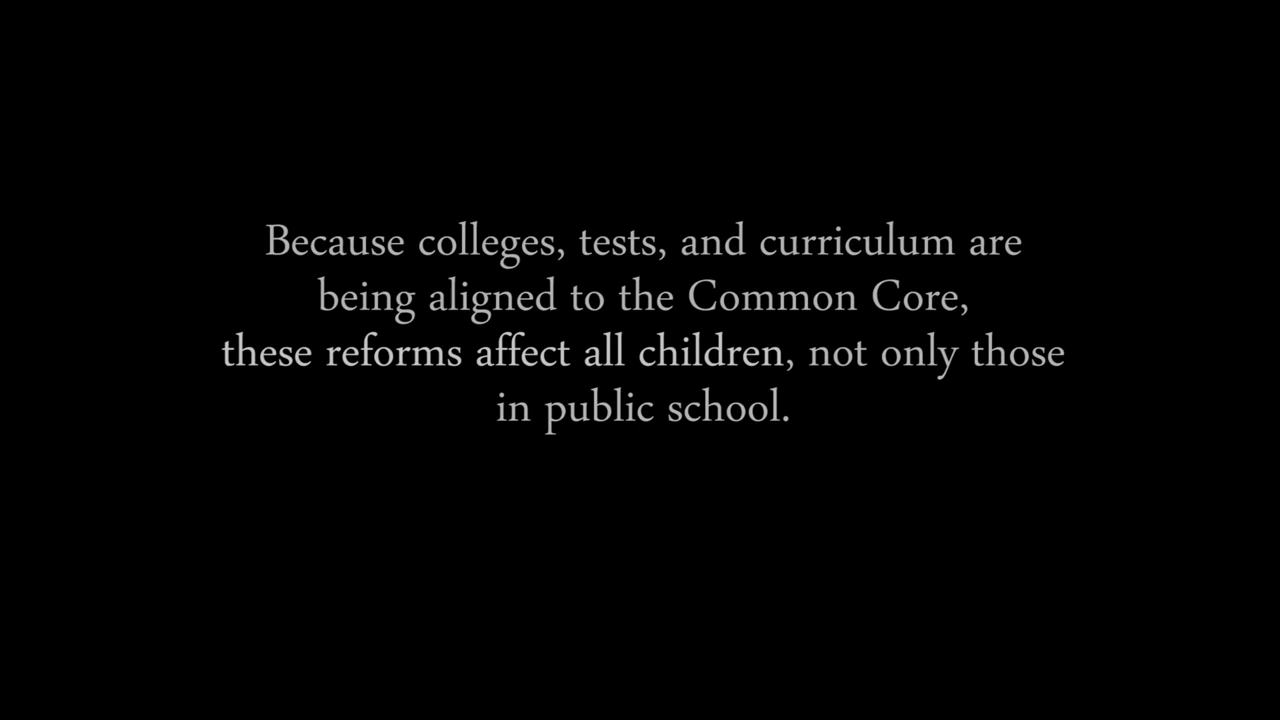 Because colleges, tests, and curriculum are
being aligned to the Common Core,
these reforms affect all children, not only those
in public school.